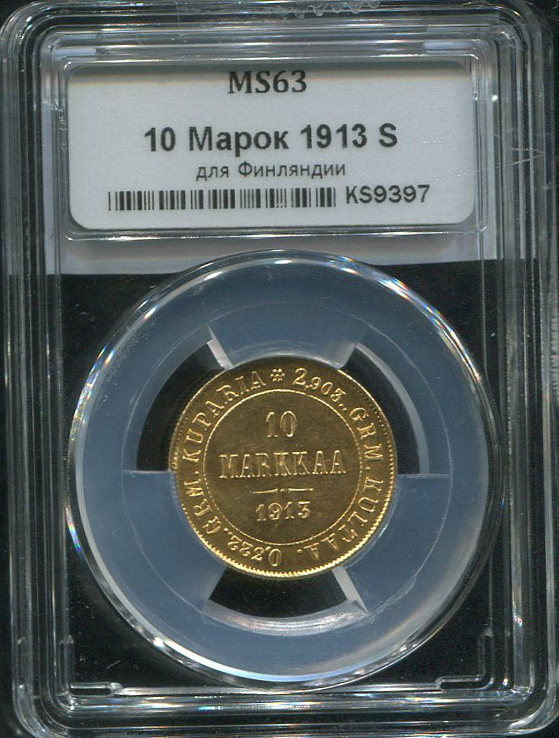 MS63
10 Марок 1913 S
для Финляндии
KS9397
✻ 2,903.. GRM. KULTAA. 0,322. GRM. KUPARIA
10
MARKKAA
1913